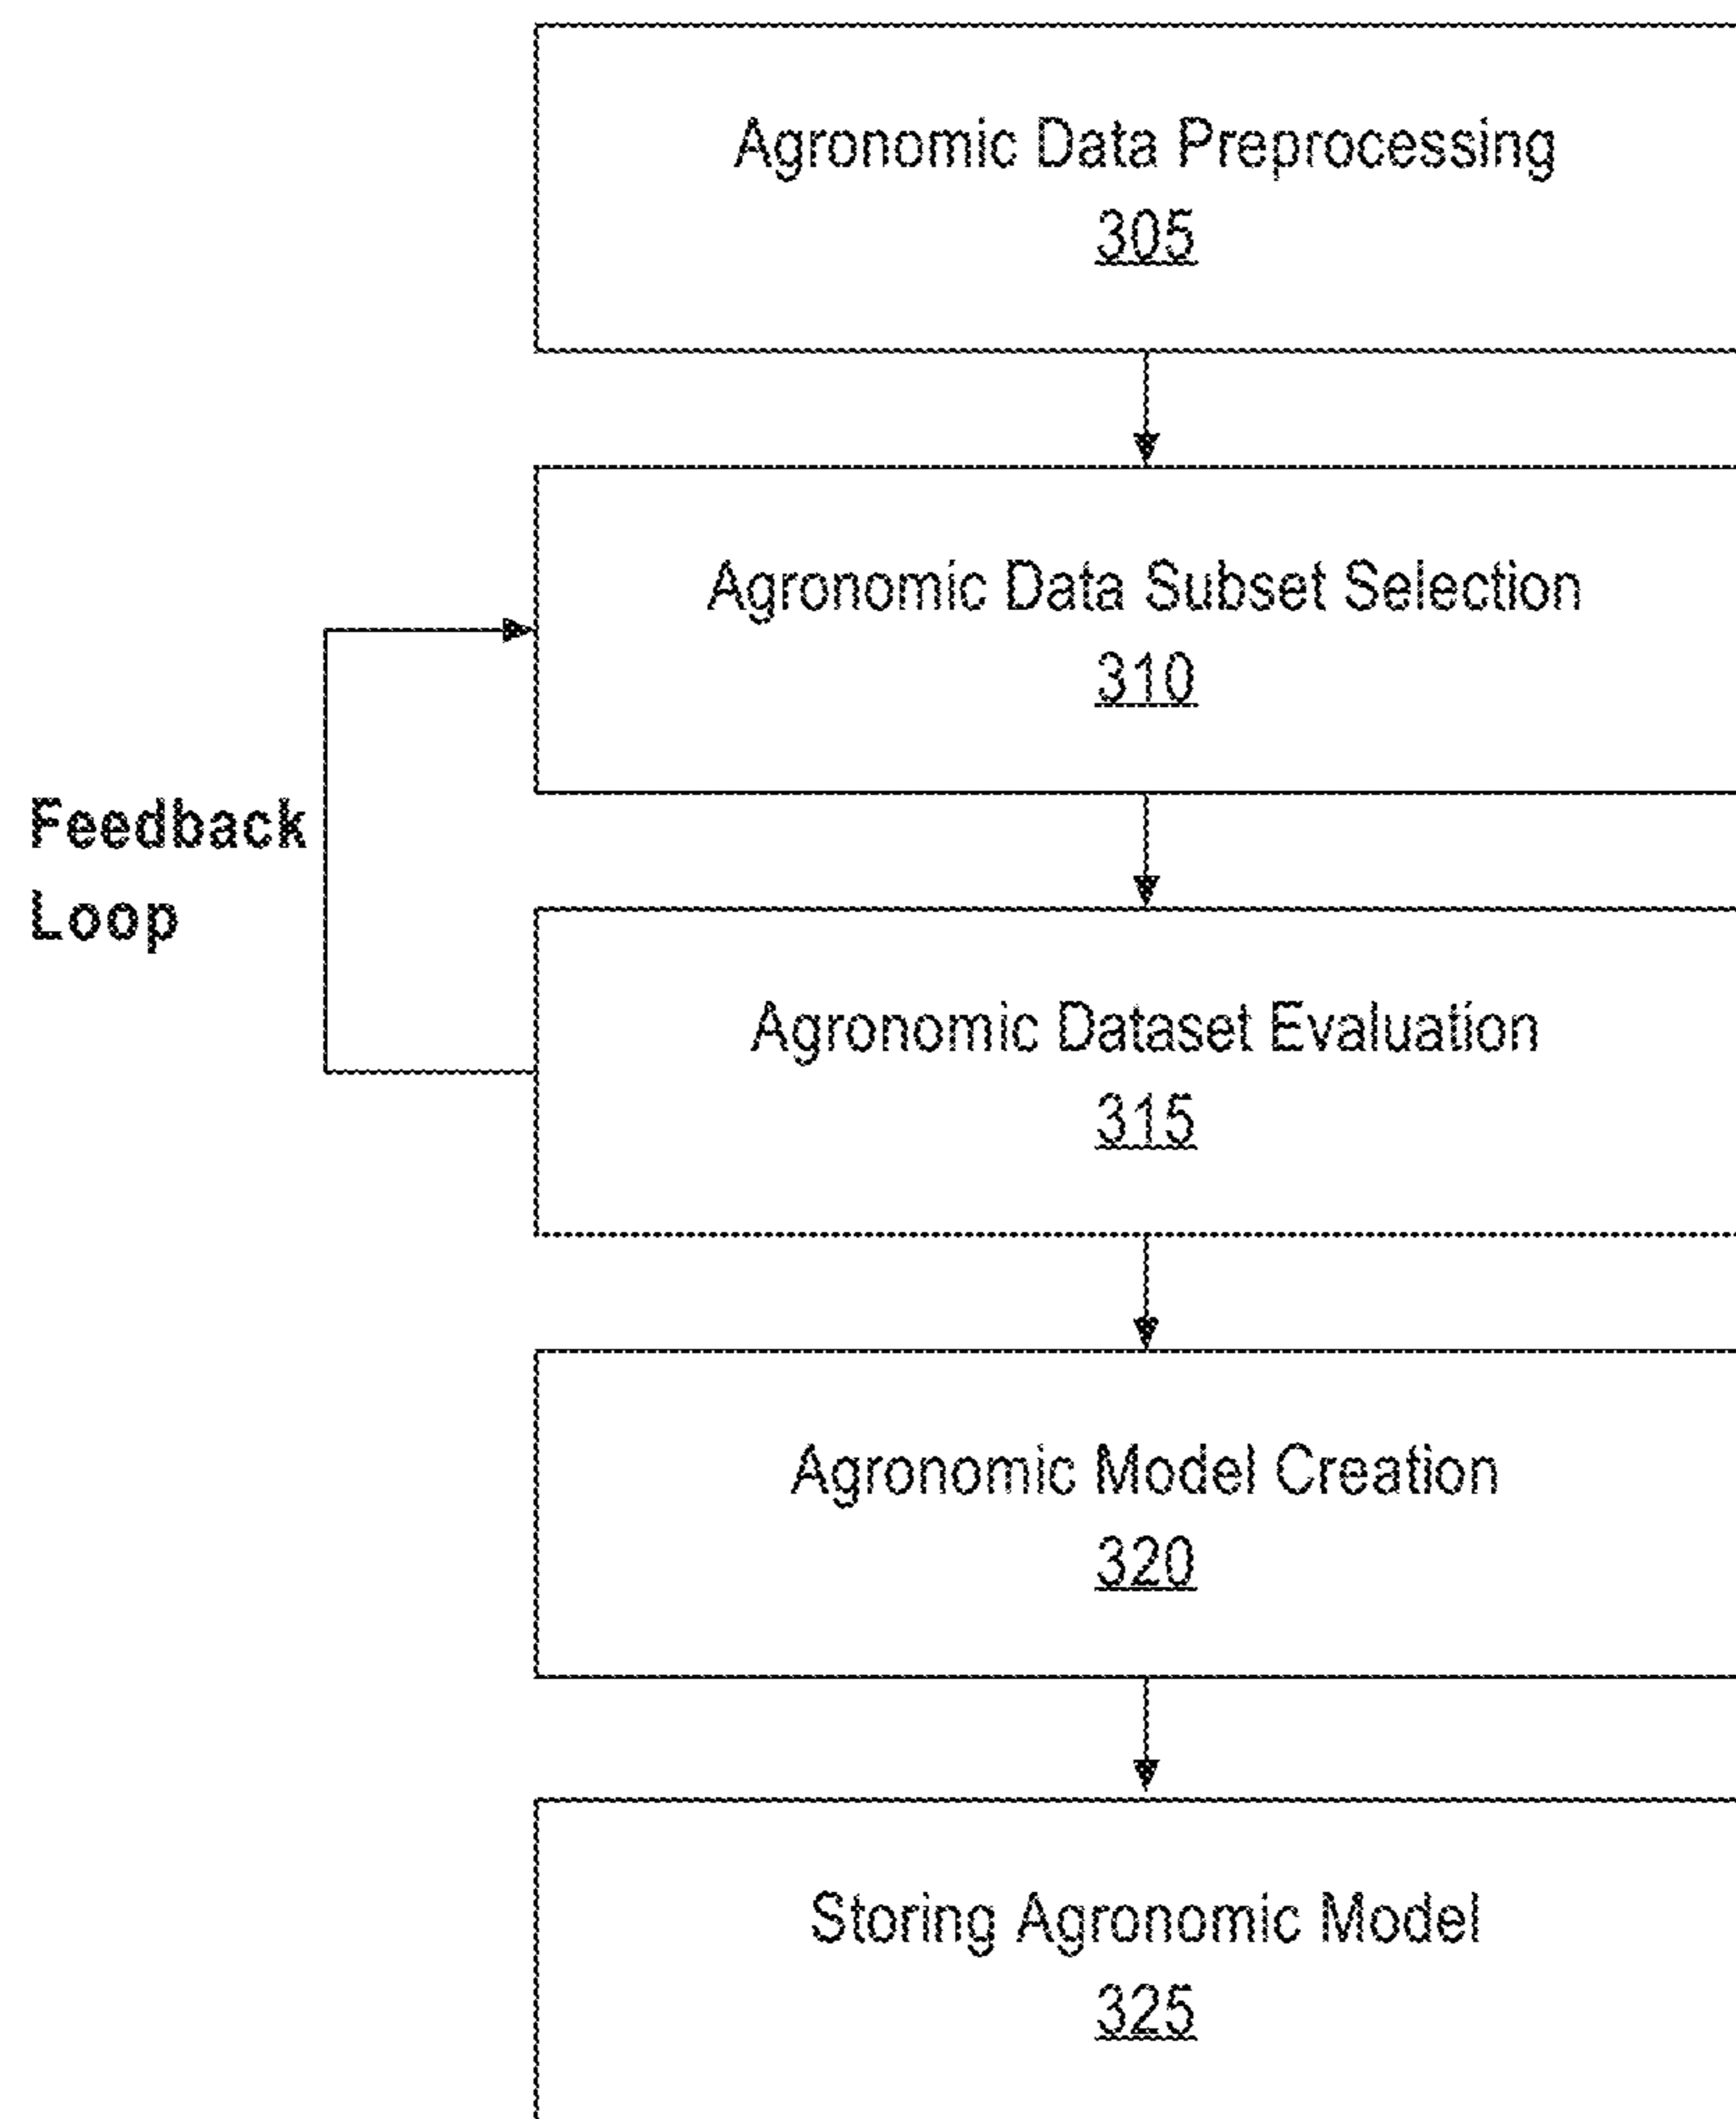 Agronomic Data Preprocessing
305
Agronomic Data Subset Selection
310
Feedback
Loop
Agronomic Dataset Evaluation
315
Agronomic Model Creation
320
Storing Agronomic Model
325